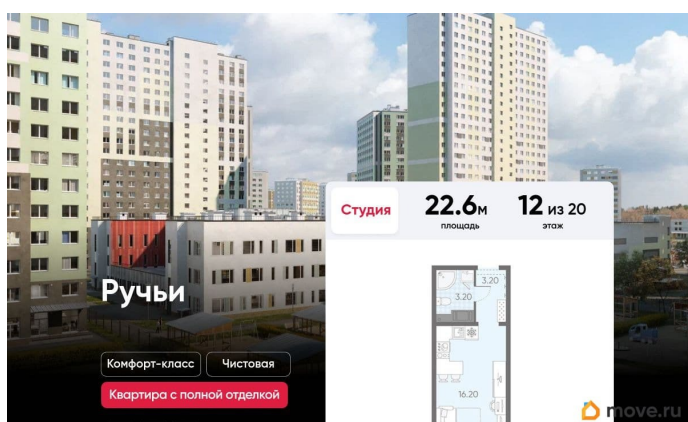 Студия
22.6м
площадь
12 из 20
этаж
Ручьи
3.20
3.20
16.20
Комфорт-класс
Чистовая
Квартира с полной отделкой
move.ru